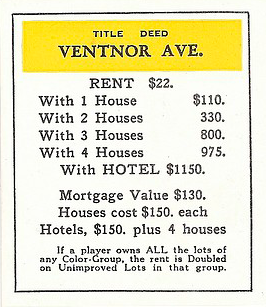 TITLE DEED
VENTNOR AVE.
RENT $22.
With 1 House $110.
With 2 Houses 330.
With 3 Houses 800.
With 4 Houses 975.
With HOTEL $1150.
Mortgage Value $130.
Houses cost $150. each
Hotels, $150. plus 4 houses
If a player owns ALL the lots
of any Color-Group, the rent is Doubled
on Unimproved Lots in that group.